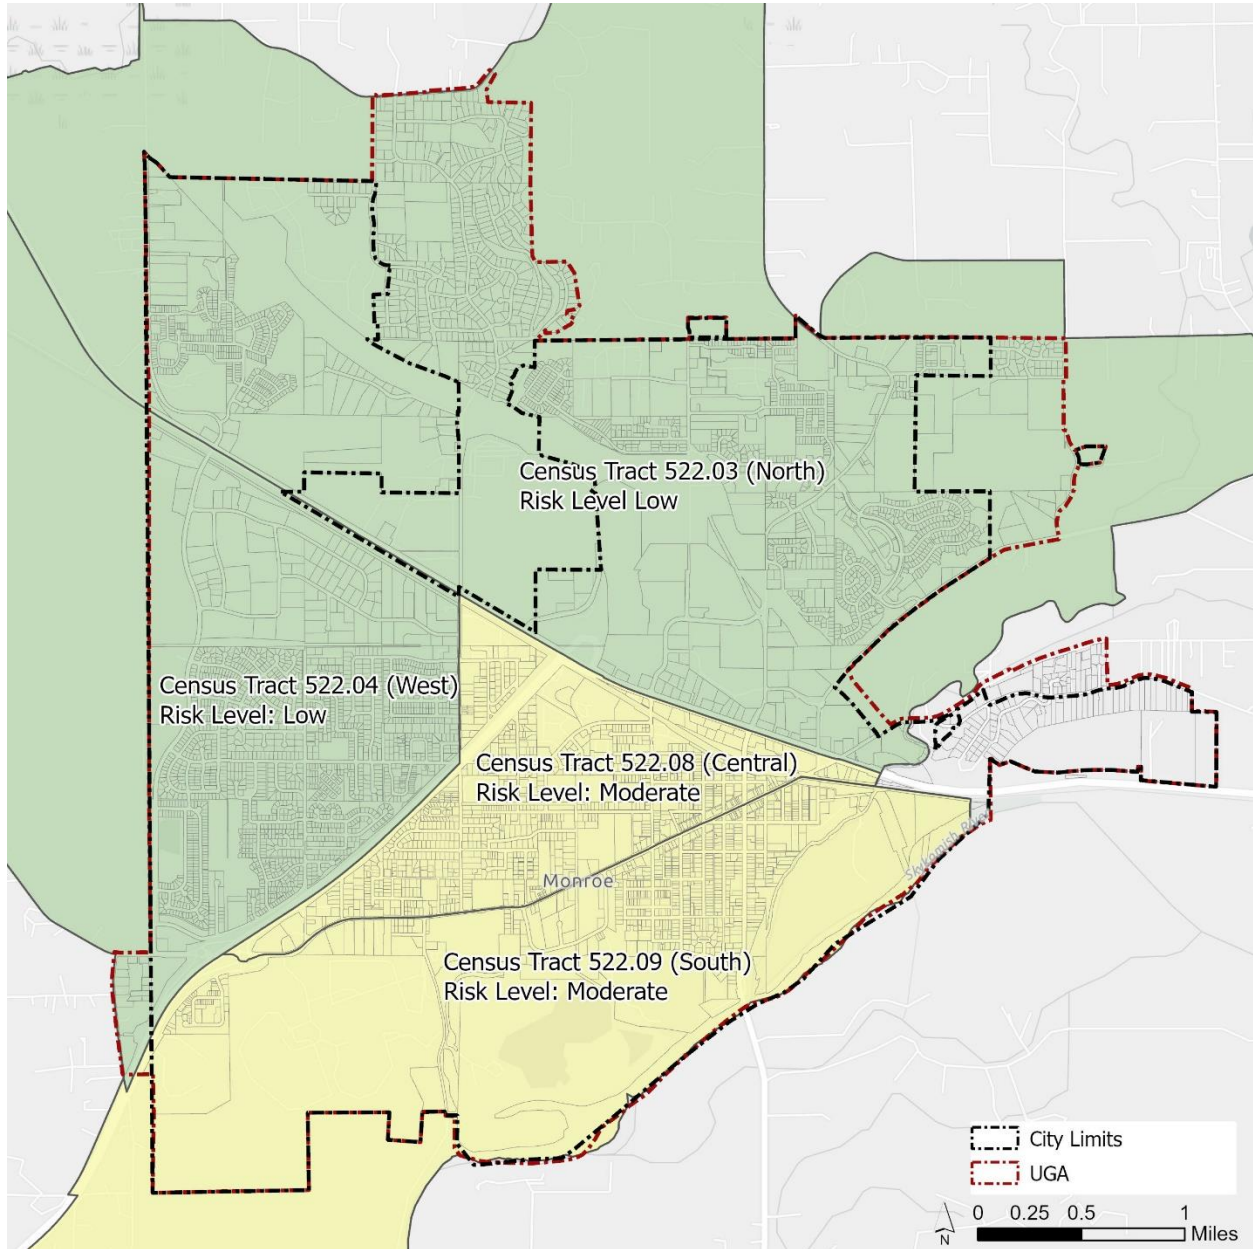 Census Tract 522.03 (North)
Risk Level Low
Census Tract 522.04 (West)
Risk Level: Low
Census Tract 522.08 (Central)
Risk Level: Moderate
Skykomish River
Monroe
Census Tract 522.09 (South)
Risk Level: Moderate
City Limits
UGA
0 0.25 0.5 1
Miles
N